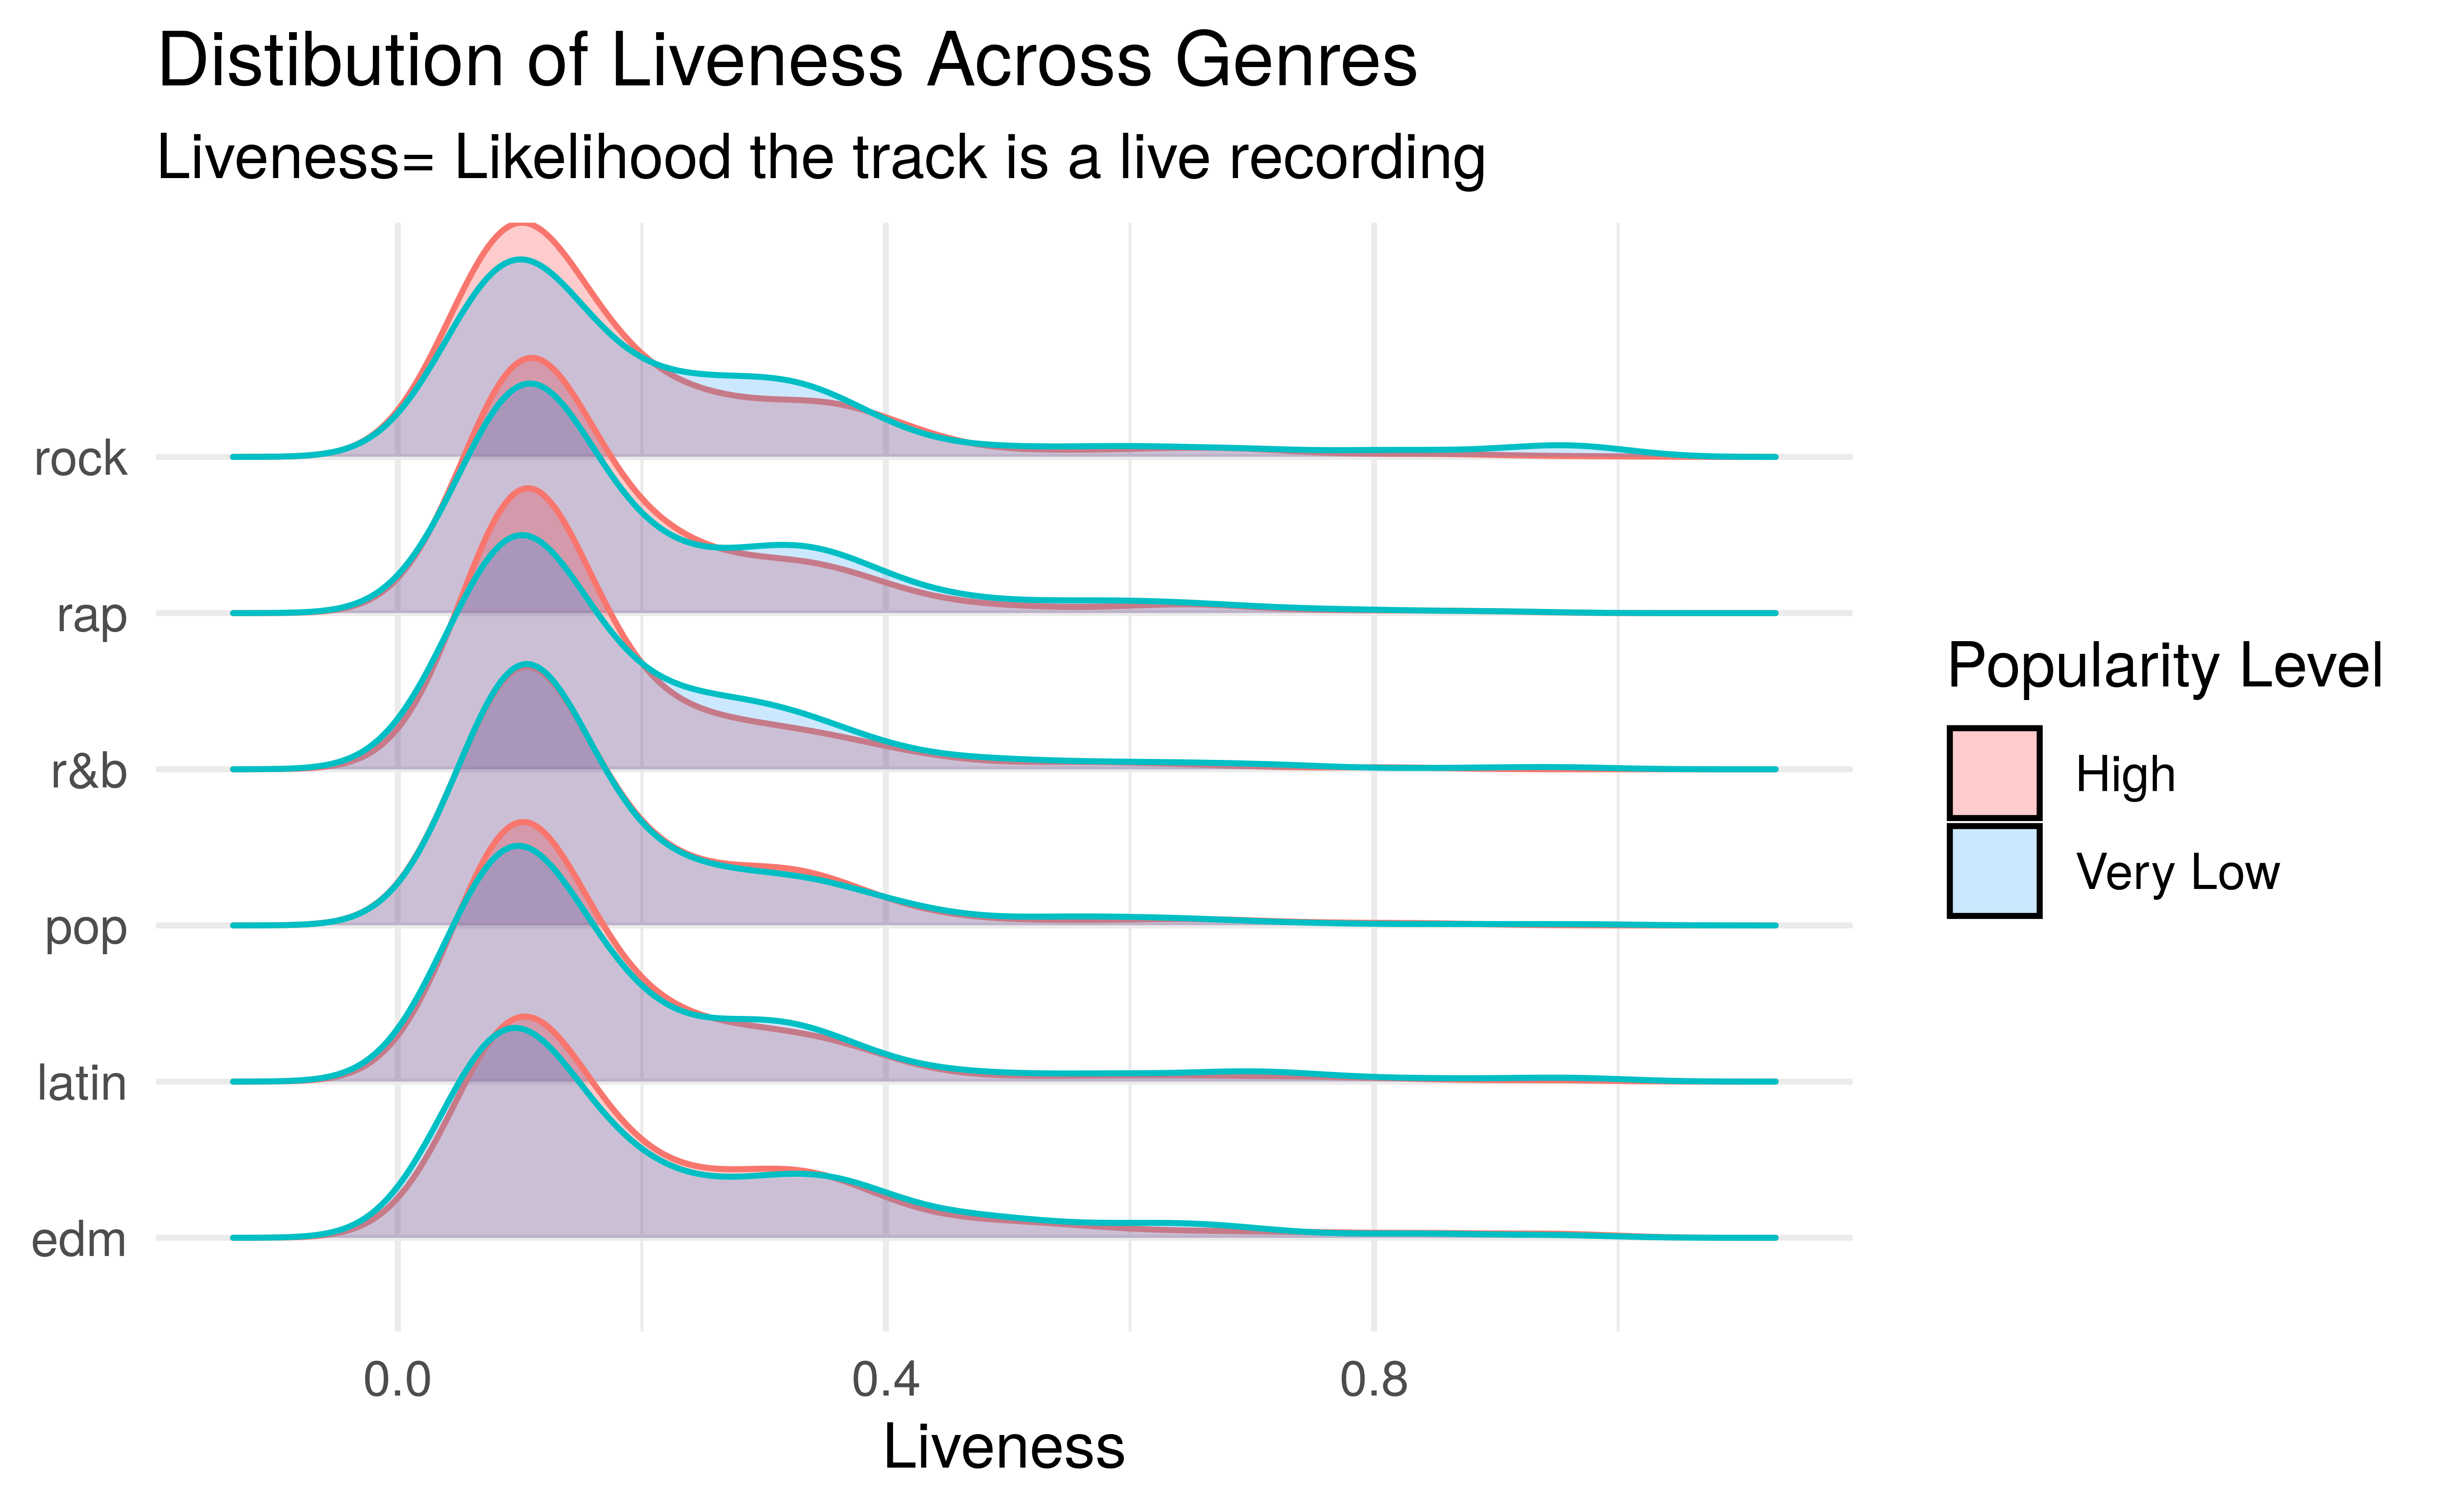 Distibution of Liveness Across Genres
Liveness= Likelihood the track is a live recording
rock
rap
r&b
pop
latin
edm
0.0 0.4 0.8
Liveness
Popularity Level
High
Very Low